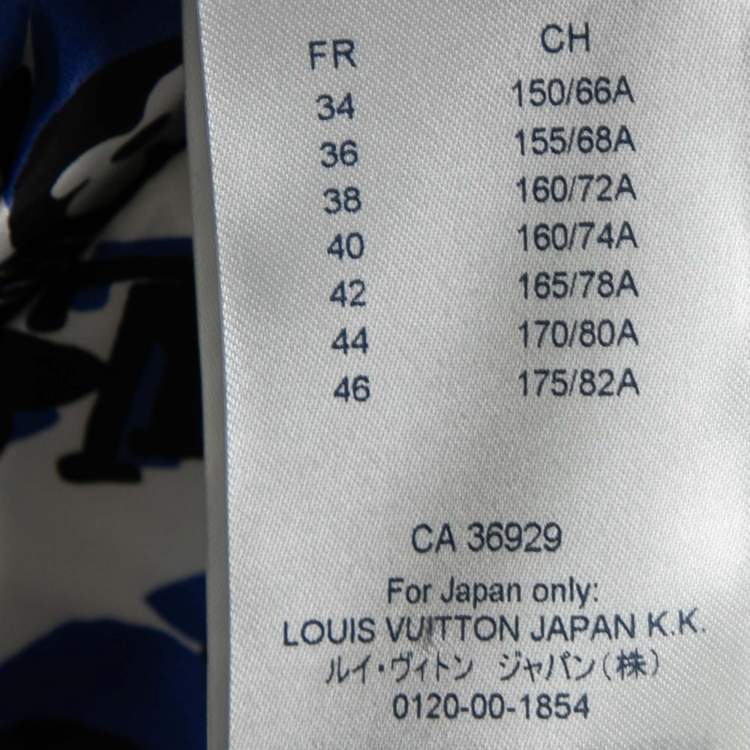 FR CH
34 150/66A
36 155/68A
38 160/72A
40 160/74A
42 165/78A
44 170/80A
46 175/82A
CA 36929
For Japan only:
LOUIS VUITTON JAPAN K.K.
ルイ・ヴィトン ジャパン(株)
0120-00-1854